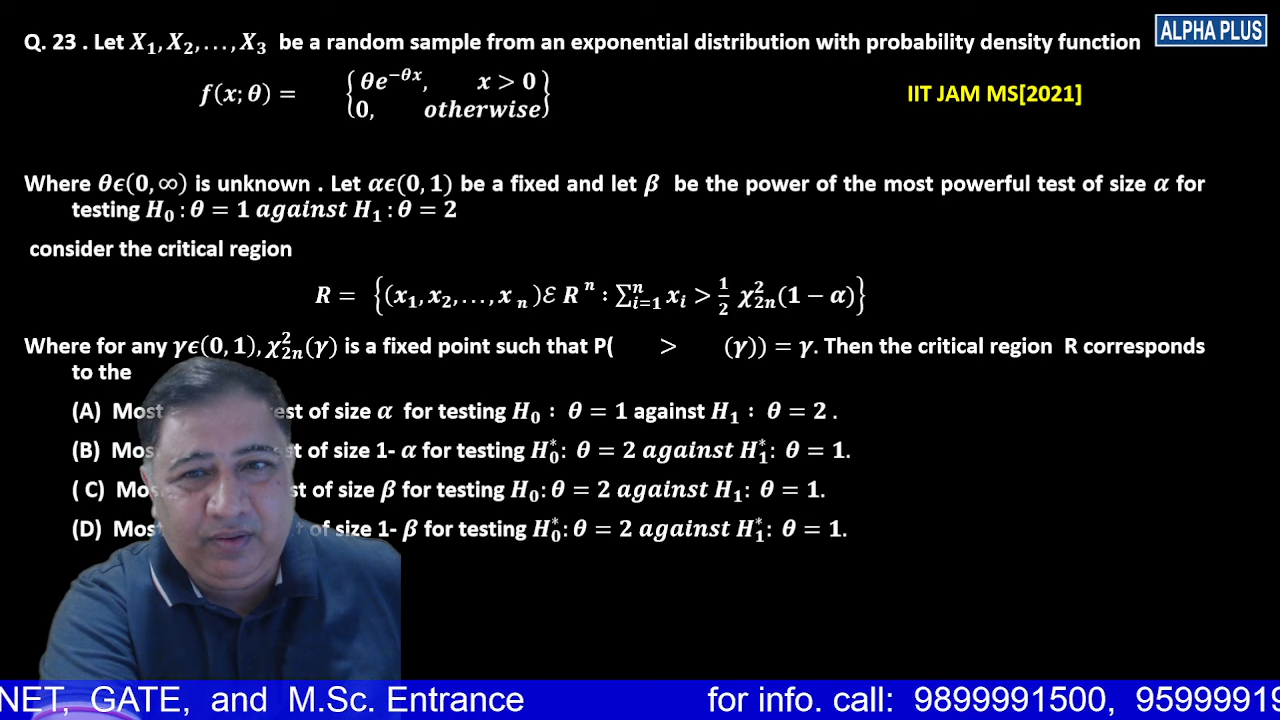 Q. 23 . Let X₁, X₂, . . . , X₃ be a random sample from an exponential distribution with probability density function
ALPHA PLUS
f(x; θ) = { θe^{−θx}, x > 0 }
{ 0, otherwise }
IIT JAM MS[2021]
Where θϵ(0, ∞) is unknown . Let αϵ(0, 1) be a fixed and let β be the power of the most powerful test of size α for
testing H₀ : θ = 1 against H₁ : θ = 2
consider the critical region
R = {(x₁, x₂, . . . , x ₙ )ℰ R ⁿ : ∑ⁿᵢ₌₁ xᵢ > ½ χ²₂ₙ(1 − α)}
Where for any γϵ(0, 1), χ²₂ₙ(γ) is a fixed point such that P( > (γ)) = γ. Then the critical region R corresponds
to the
(A) Most est of size α for testing H₀ : θ = 1 against H₁ : θ = 2 .
(B) Mos t of size 1- α for testing H₀*: θ = 2 against H₁*: θ = 1.
( C) Mos st of size β for testing H₀: θ = 2 against H₁: θ = 1.
(D) Mos of size 1- β for testing H₀*: θ = 2 against H₁*: θ = 1.
NET, GATE, and M.Sc. Entrance for info. call: 9899991500, 95999919